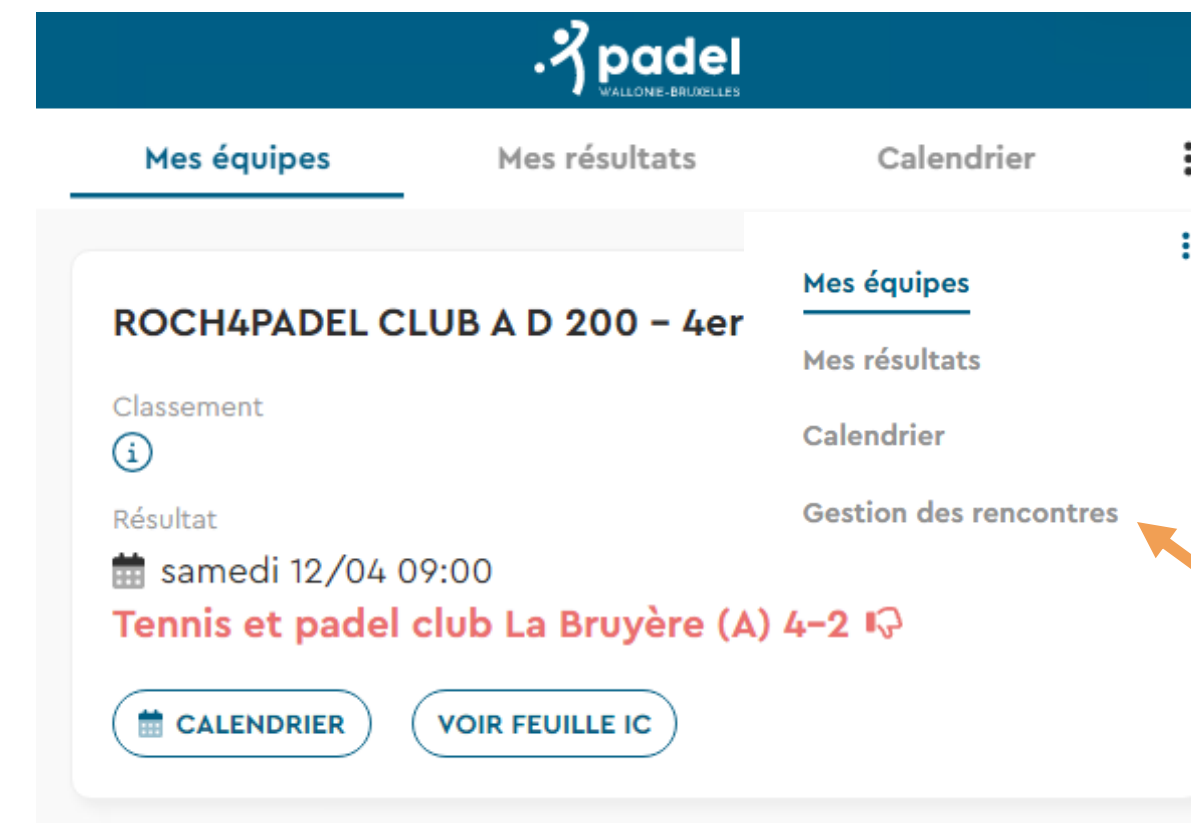 padel
WALLONIE-BRUXELLES
Mes équipes
Mes résultats
Calendrier
Mes équipes
Mes résultats
Calendrier
Gestion des rencontres
ROCH4PADEL CLUB A D 200 – 4er
Classement
i
Résultat
samedi 12/04 09:00
Tennis et padel club La Bruyère (A) 4–2
CALENDRIER
VOIR FEUILLE IC